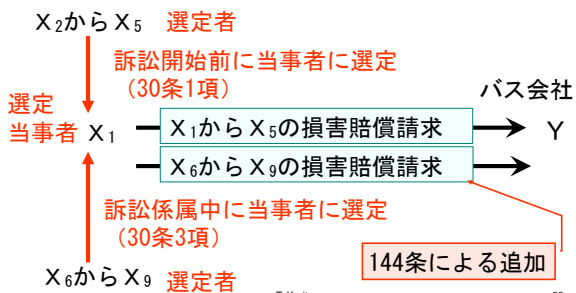 X₂からX₅ 選定者
訴訟開始前に当事者に選定
(30条1項)
バス会社
選定
当事者 X₁
X₁からX₅の損害賠償請求
Y
X₆からX₉の損害賠償請求
訴訟係属中に当事者に選定
(30条3項)
144条による追加
X₆からX₉ 選定者